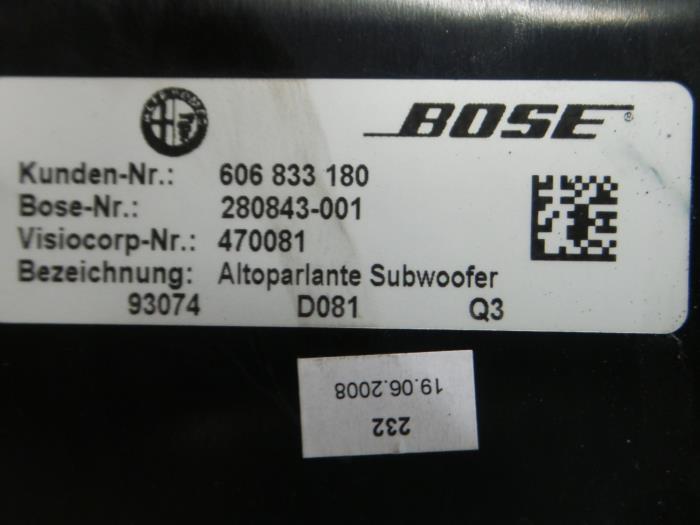 BOSE®
Kunden-Nr.: 606 833 180
Bose-Nr.: 280843-001
Visiocorp-Nr.: 470081
Bezeichnung: Altoparlante Subwoofer
93074 D081 Q3
232
19.06.2008